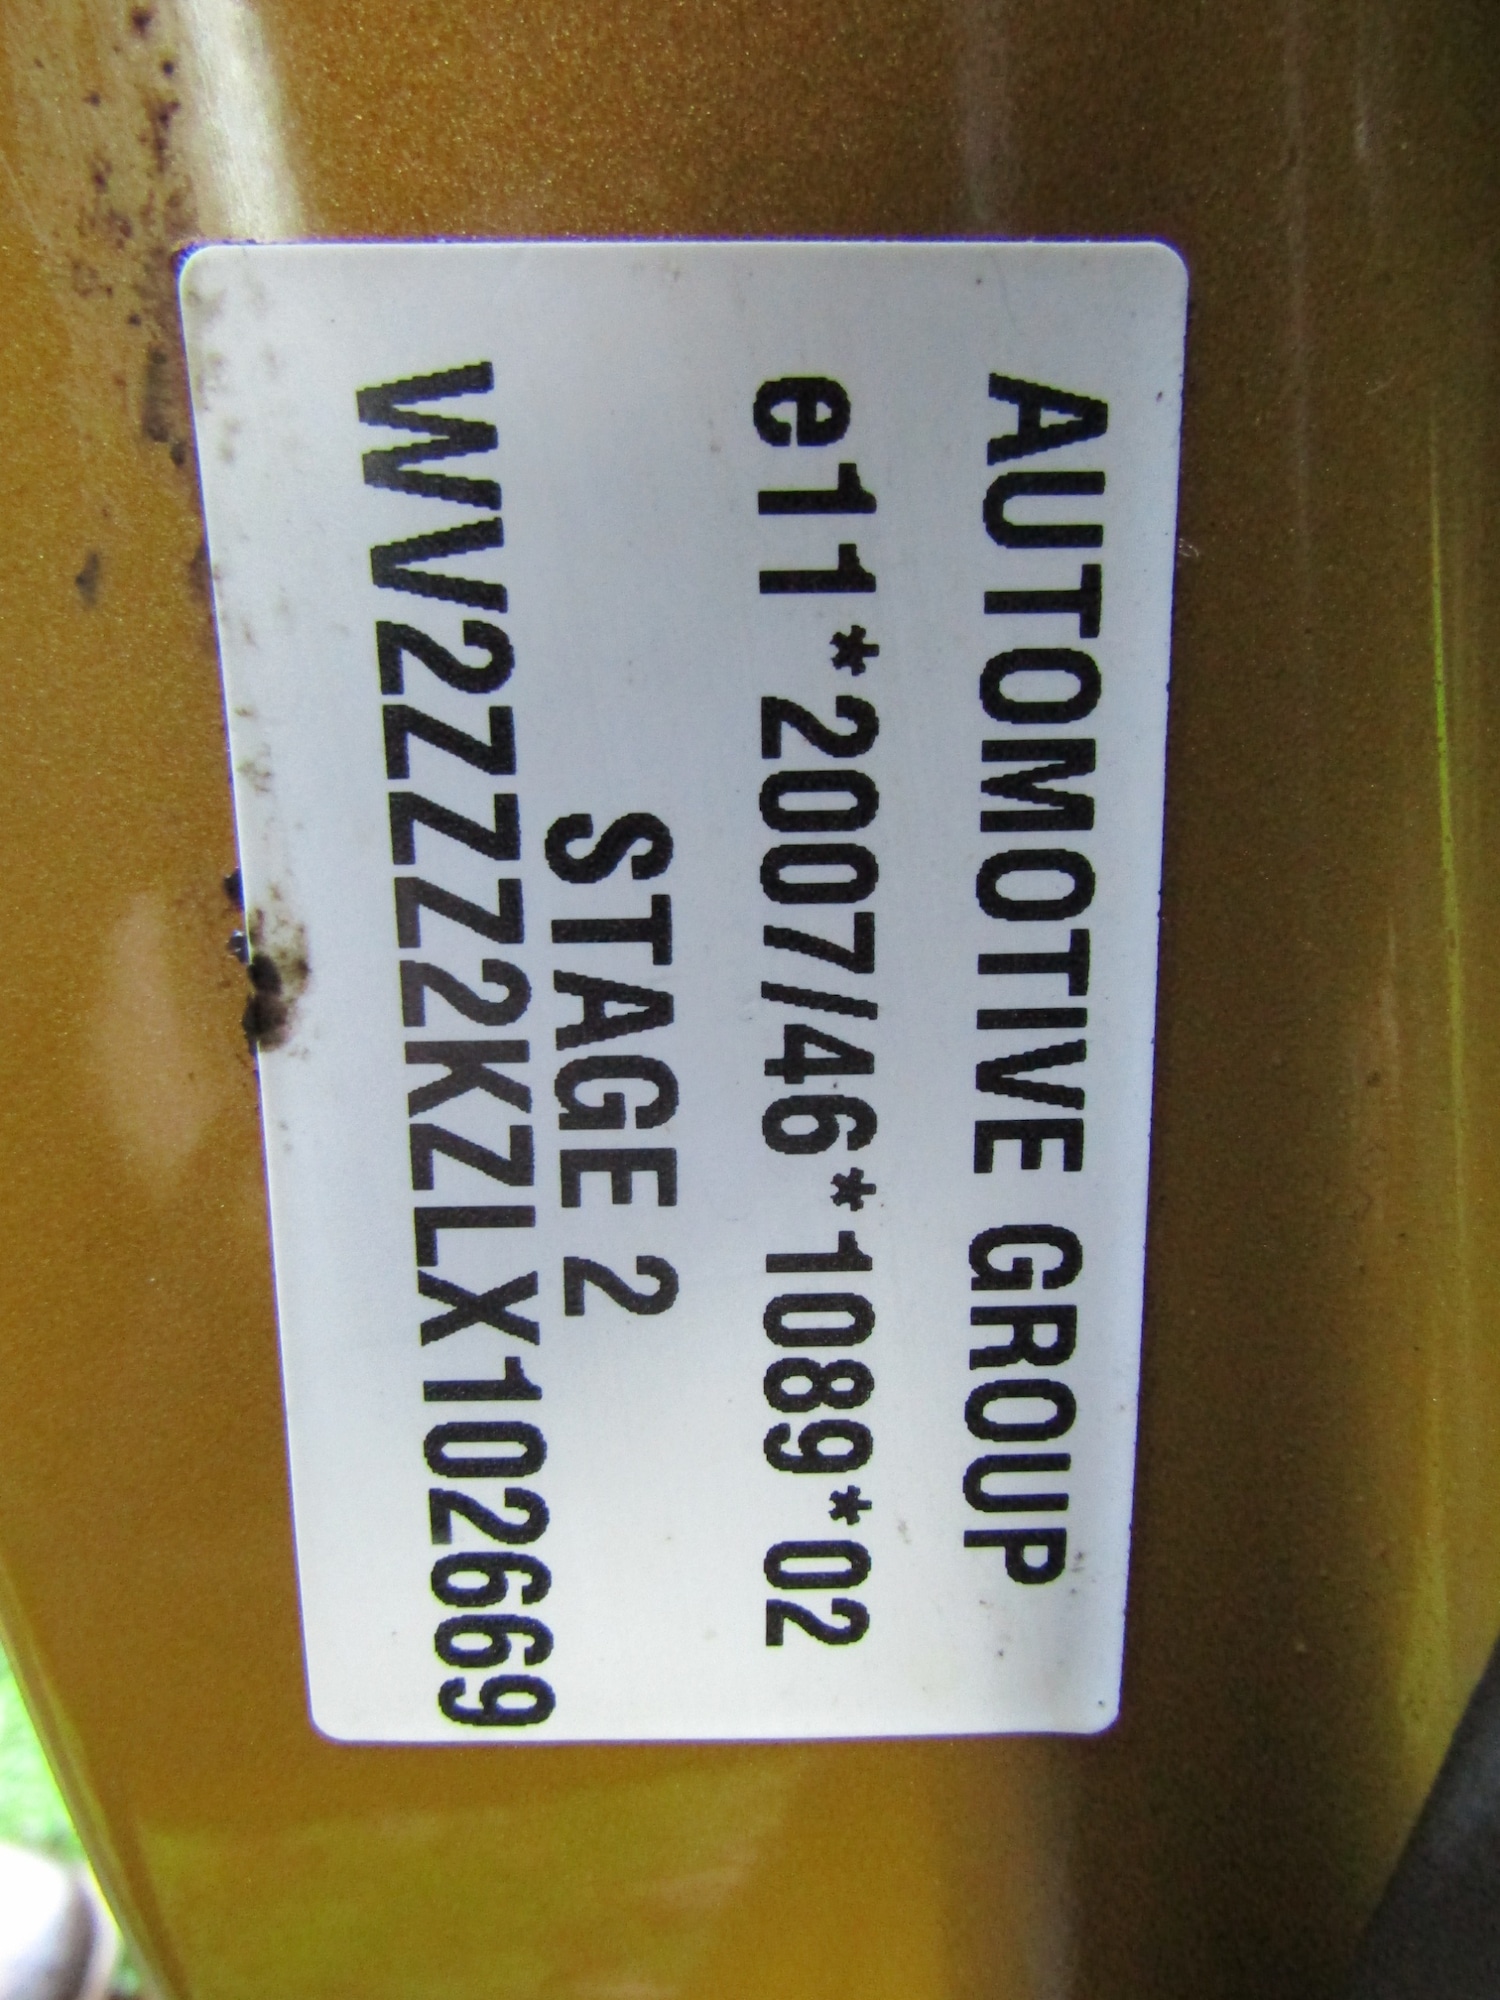 AUTOMOTIVE GROUP
e11*2007/46*1089*02
STAGE 2
WV2ZZZ2KZLX102669